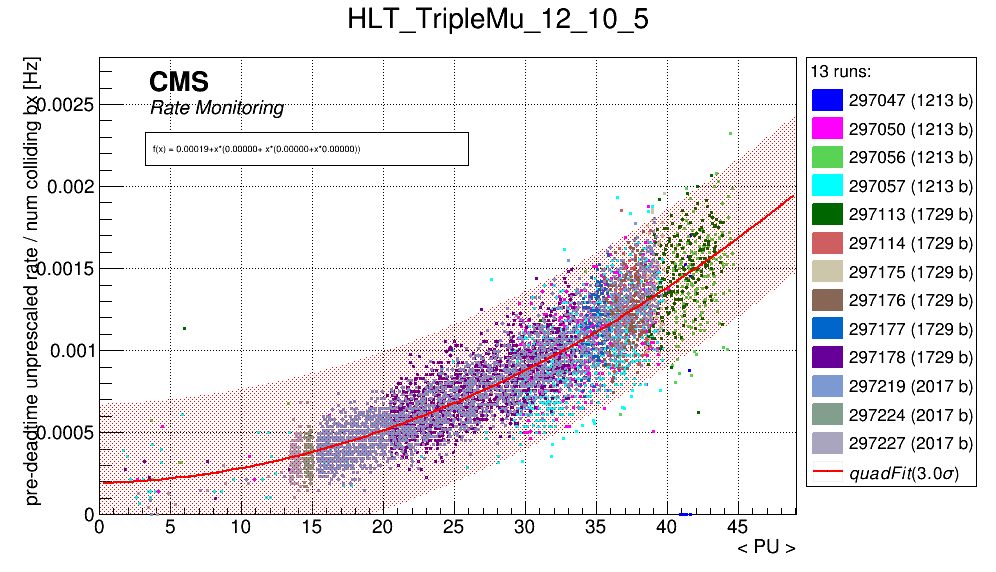 HLT_TripleMu_12_10_5
pre-deadtime unprescaled rate / num colliding bx [Hz]
CMS
Rate Monitoring
f(x) = 0.00019+x*(0.00000+ x*(0.00000+x*0.00000))
0.0025
0.002
0.0015
0.001
0.0005
0
0 5 10 15 20 25 30 35 40 45
< PU >
13 runs:
297047 (1213 b)
297050 (1213 b)
297056 (1213 b)
297057 (1213 b)
297113 (1729 b)
297114 (1729 b)
297175 (1729 b)
297176 (1729 b)
297177 (1729 b)
297178 (1729 b)
297219 (2017 b)
297224 (2017 b)
297227 (2017 b)
quadFit(3.0σ)